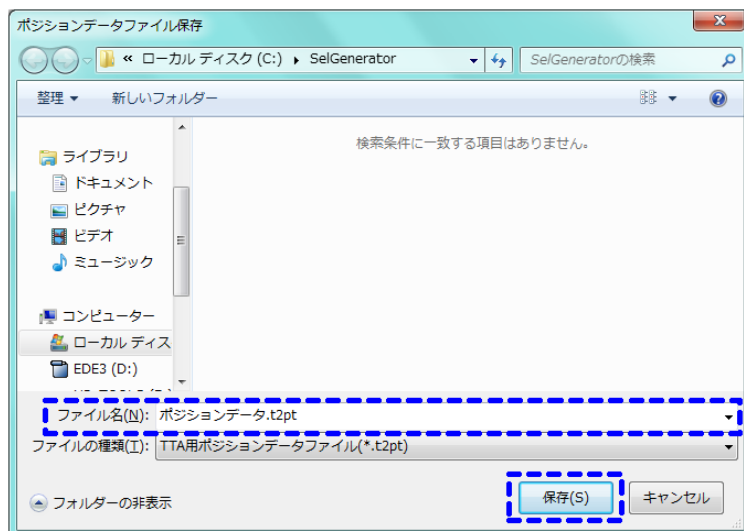 ポジションデータファイル保存
« ローカル ディスク (C:) ▸ SelGenerator
SelGeneratorの検索
整理 ▼ 新しいフォルダー
検索条件に一致する項目はありません。
ライブラリ
ドキュメント
ピクチャ
ビデオ
ミュージック
コンピューター
ローカル ディス
EDE3 (D:)
ファイル名(N): ポジションデータ.t2pt
ファイルの種類(T): TTA用ポジションデータファイル(*.t2pt)
フォルダーの非表示
保存(S) キャンセル